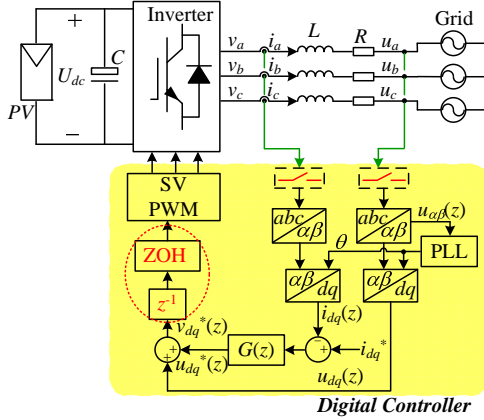 Inverter
Grid
+
C
U_dc
PV
−
v_a
i_a
L
R
u_a
v_b
i_b
u_b
v_c
i_c
u_c
SV
PWM
ZOH
z^-1
abc
αβ
abc
αβ
u_αβ(z)
θ
PLL
αβ
dq
αβ
dq
i_dq(z)
v_dq*(z)
+
+
u_dq*(z)
G(z)
−
+
i_dq*
u_dq(z)
Digital Controller